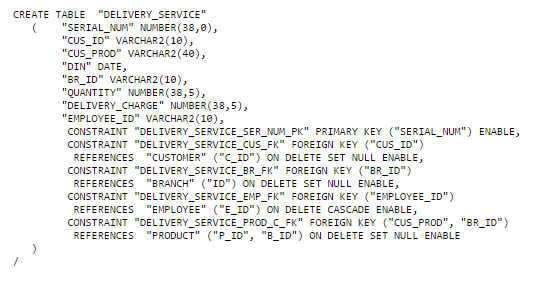 CREATE TABLE  "DELIVERY_SERVICE"
(    "SERIAL_NUM" NUMBER(38,0),
"CUS_ID" VARCHAR2(10),
"CUS_PROD" VARCHAR2(40),
"DIN" DATE,
"BR_ID" VARCHAR2(10),
"QUANTITY" NUMBER(38,5),
"DELIVERY_CHARGE" NUMBER(38,5),
"EMPLOYEE_ID" VARCHAR2(10),
CONSTRAINT "DELIVERY_SERVICE_SER_NUM_PK" PRIMARY KEY ("SERIAL_NUM") ENABLE,
CONSTRAINT "DELIVERY_SERVICE_CUS_FK" FOREIGN KEY ("CUS_ID")
REFERENCES  "CUSTOMER" ("C_ID") ON DELETE SET NULL ENABLE,
CONSTRAINT "DELIVERY_SERVICE_BR_FK" FOREIGN KEY ("BR_ID")
REFERENCES  "BRANCH" ("ID") ON DELETE SET NULL ENABLE,
CONSTRAINT "DELIVERY_SERVICE_EMP_FK" FOREIGN KEY ("EMPLOYEE_ID")
REFERENCES  "EMPLOYEE" ("E_ID") ON DELETE CASCADE ENABLE,
CONSTRAINT "DELIVERY_SERVICE_PROD_C_FK" FOREIGN KEY ("CUS_PROD", "BR_ID")
REFERENCES  "PRODUCT" ("P_ID", "B_ID") ON DELETE SET NULL ENABLE
)
/